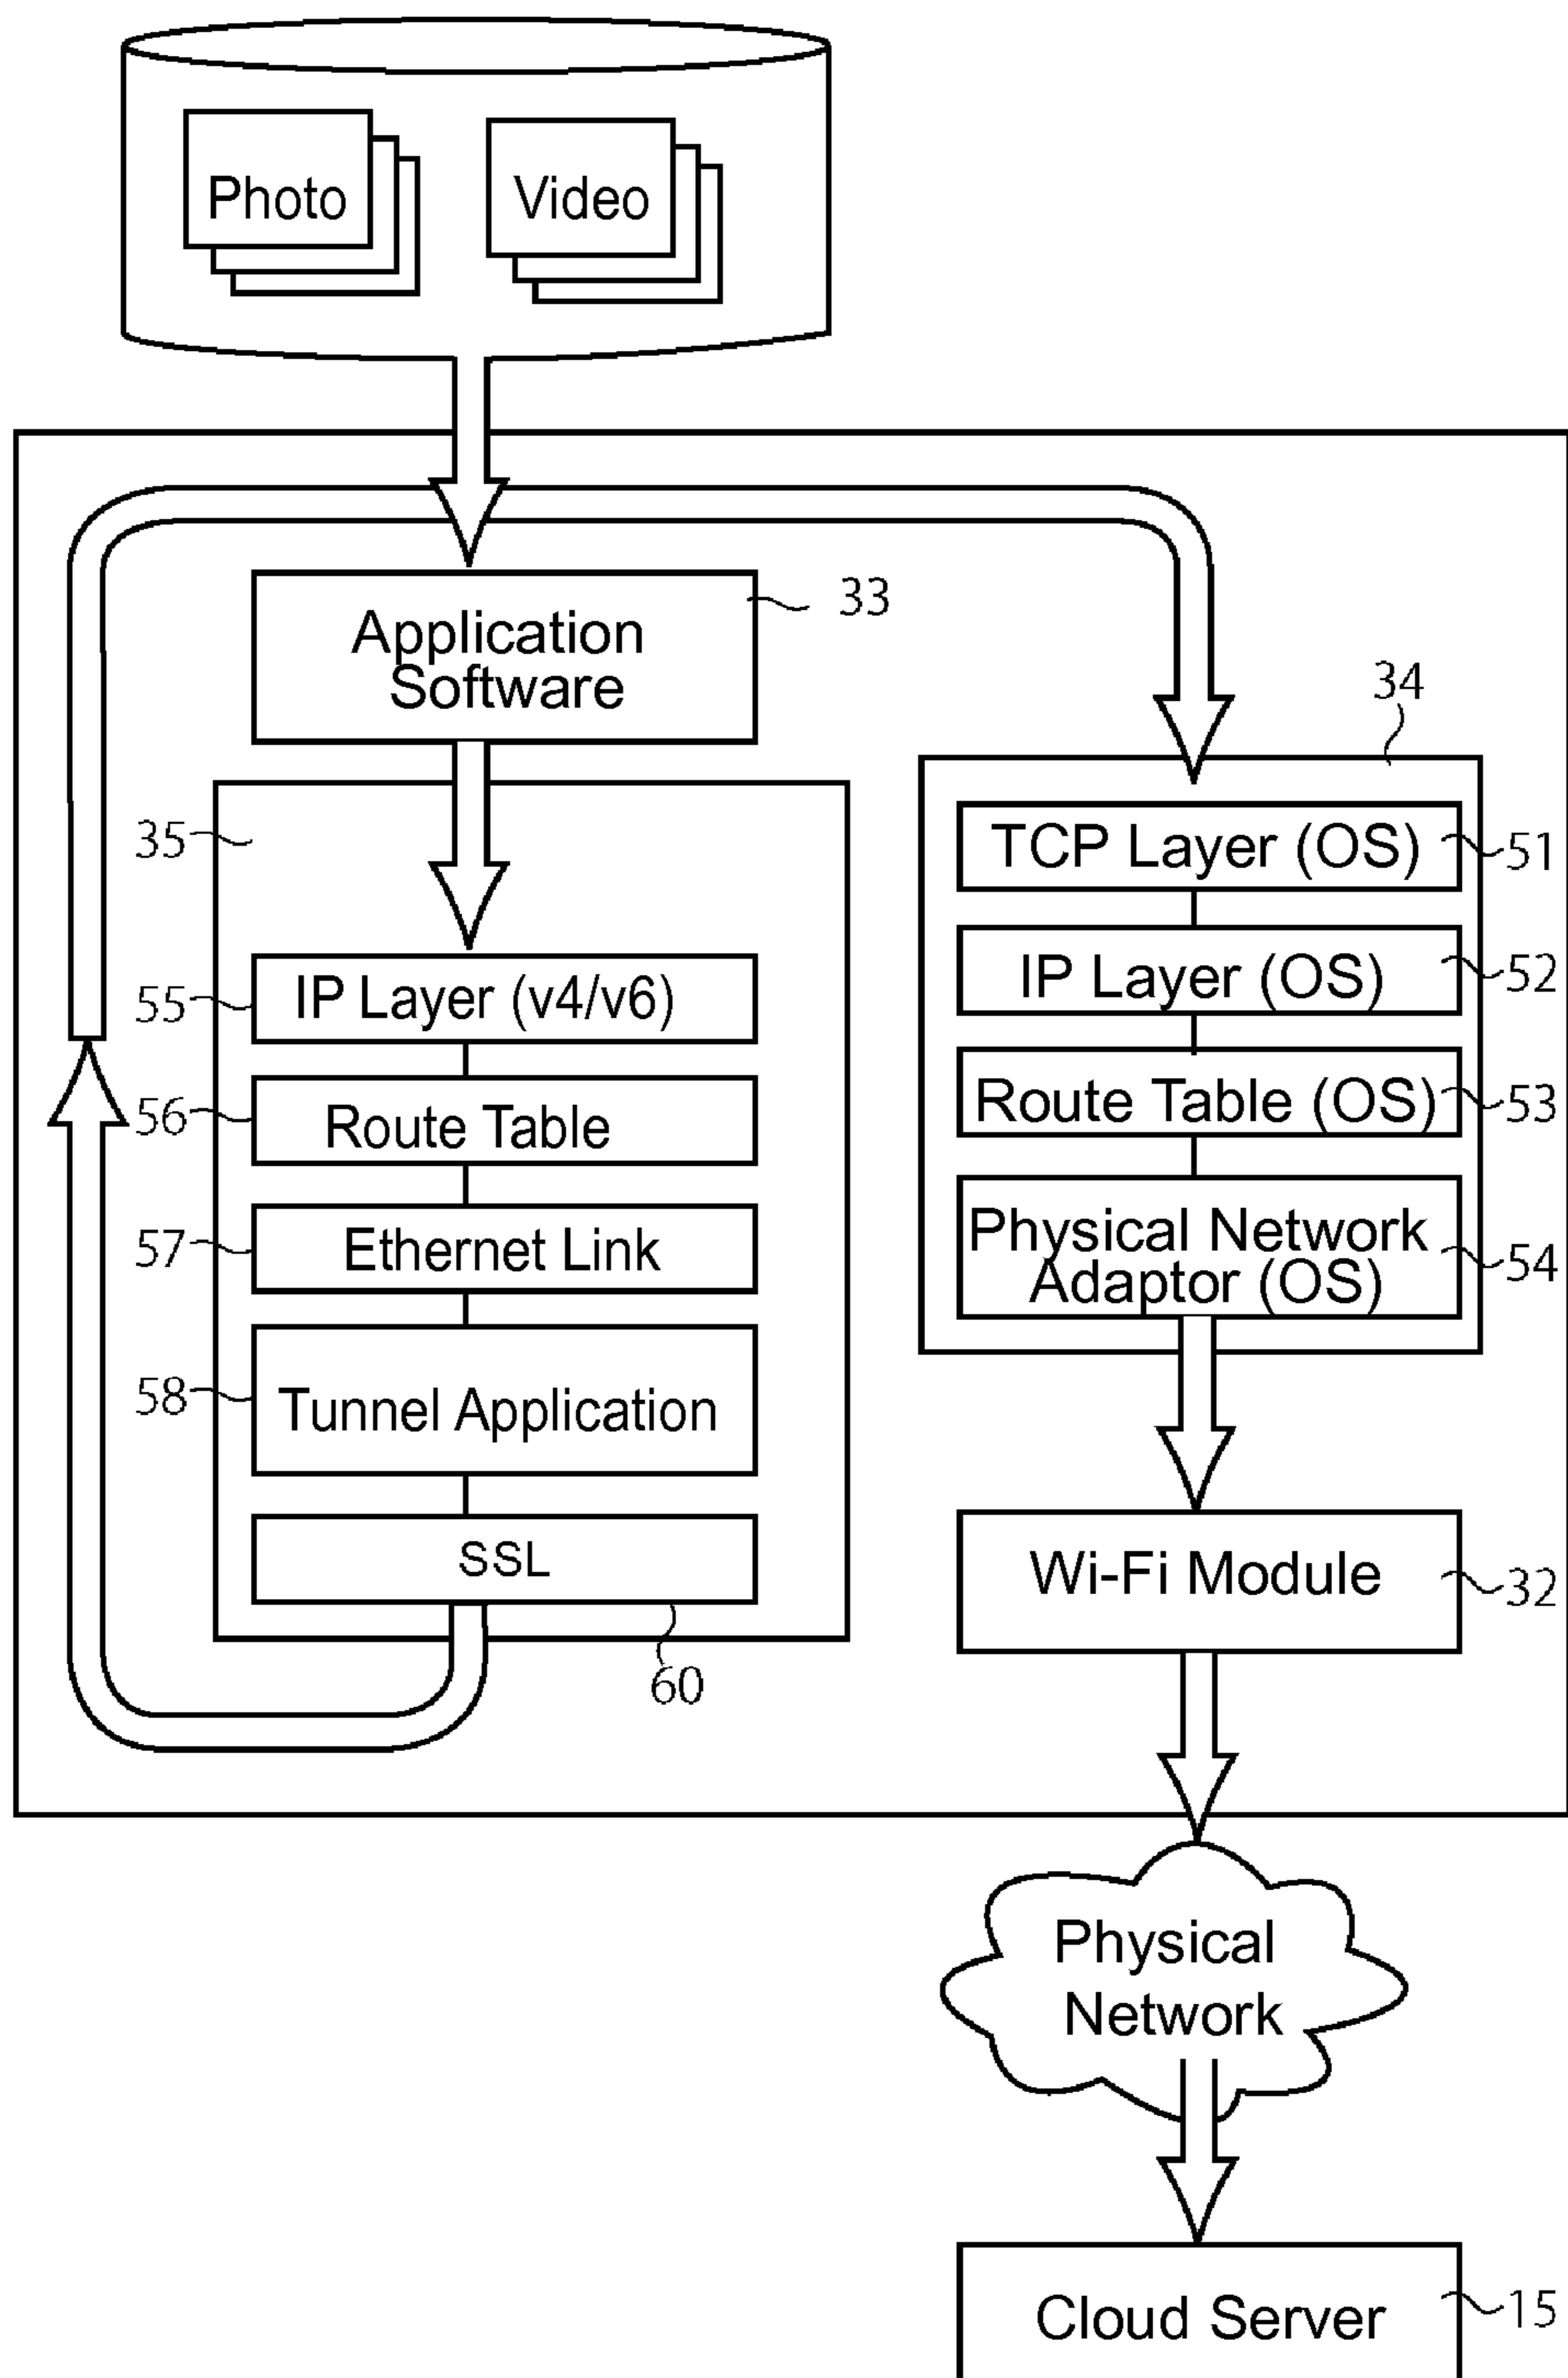 Photo
Video
33
Application
Software
34
35
TCP Layer (OS)
51
IP Layer (OS)
52
55
IP Layer (v4/v6)
Route Table (OS)
53
56
Route Table
Physical Network
Adaptor (OS)
54
57
Ethernet Link
58
Tunnel Application
SSL
60
Wi-Fi Module
32
Physical
Network
Cloud Server
15